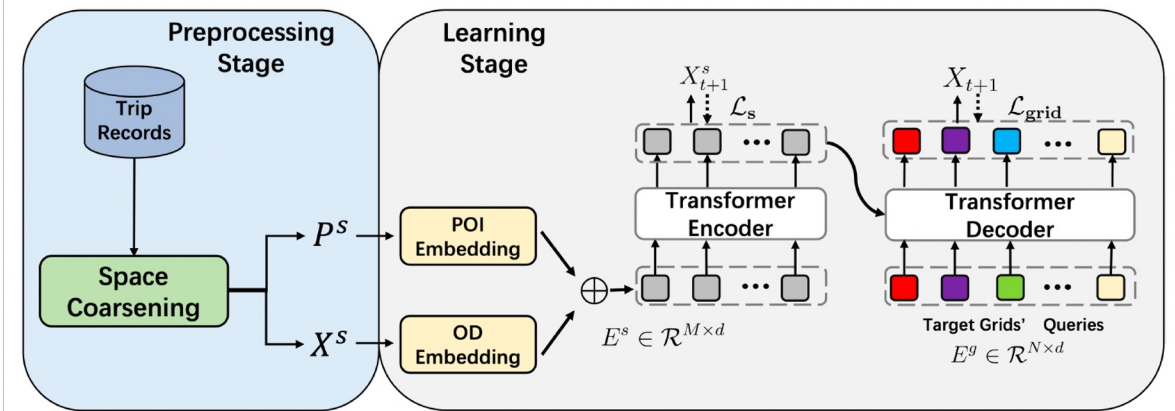 Preprocessing
Stage
Trip
Records
Space
Coarsening
P^s
X^s
Learning
Stage
POI
Embedding
OD
Embedding
⊕
E^s ∈ R^{M×d}
X^s_{t+1}
L_s
...
Transformer
Encoder
...
X_{t+1}
L_grid
...
Transformer
Decoder
...
Target Grids' Queries
E^g ∈ R^{N×d}